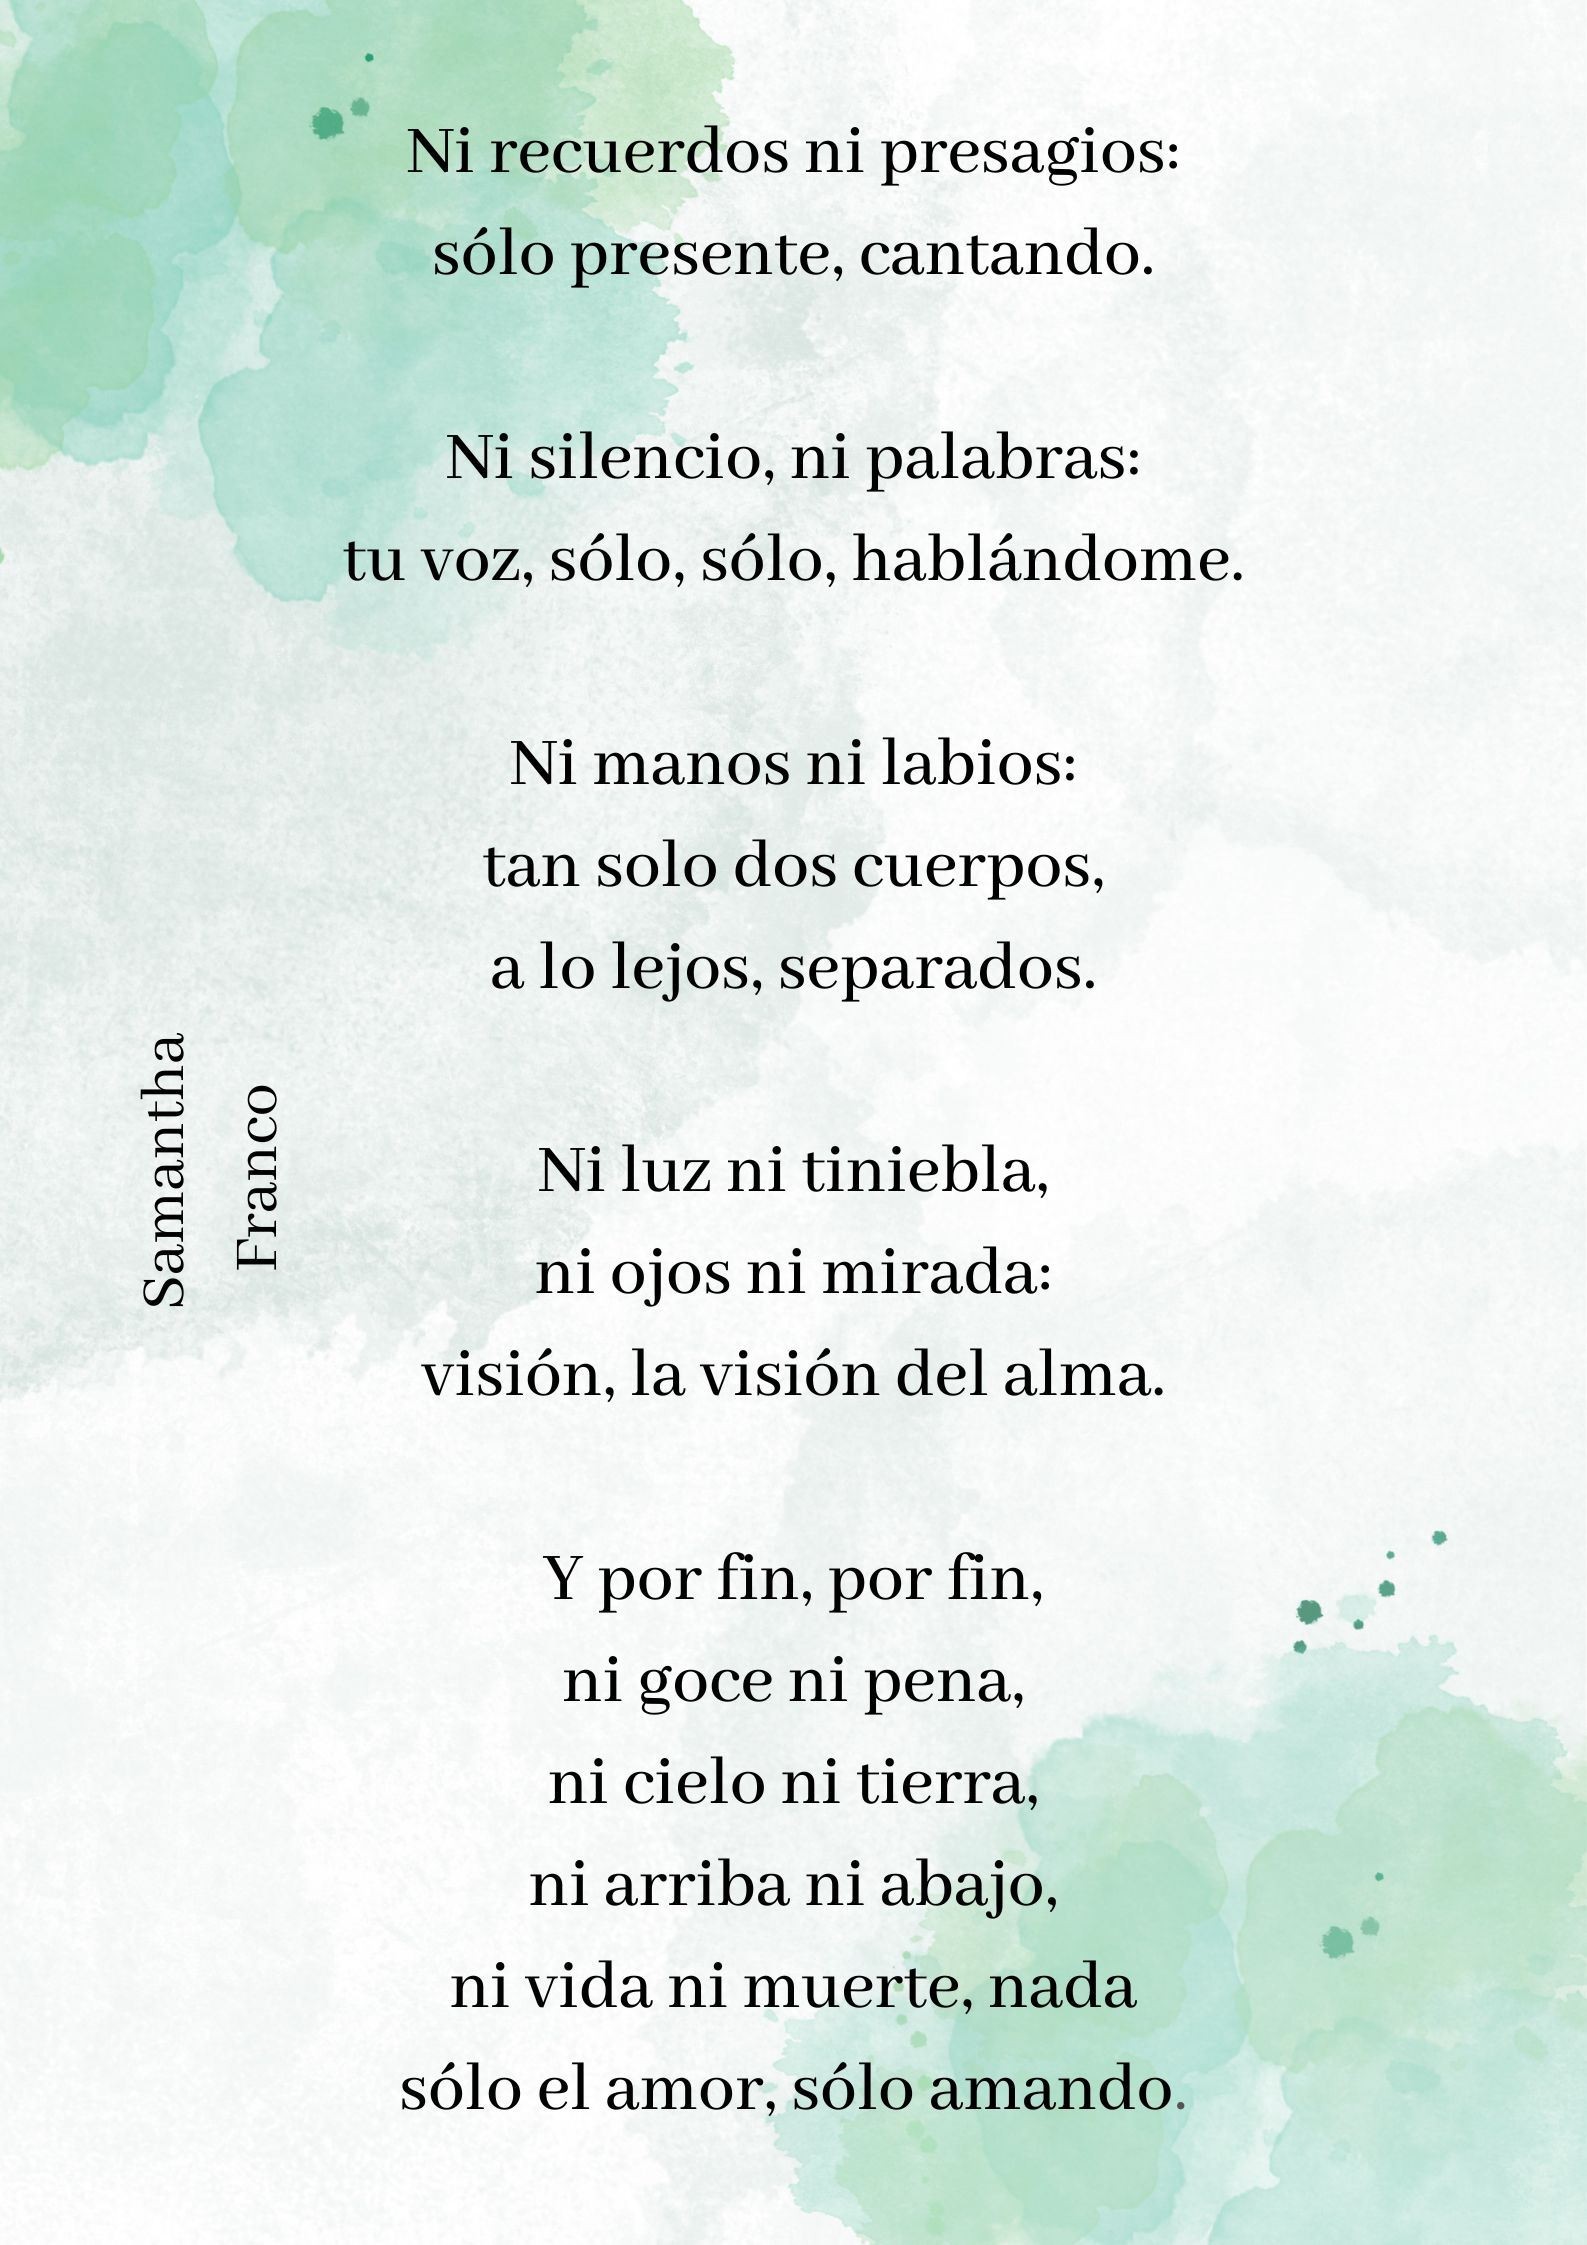 Ni recuerdos ni presagios:
sólo presente, cantando.
Ni silencio, ni palabras:
tu voz, sólo, sólo, hablándome.
Ni manos ni labios:
tan solo dos cuerpos,
a lo lejos, separados.
Ni luz ni tiniebla,
ni ojos ni mirada:
visión, la visión del alma.
Y por fin, por fin,
ni goce ni pena,
ni cielo ni tierra,
ni arriba ni abajo,
ni vida ni muerte, nada
sólo el amor, sólo amando.
Samantha
Franco